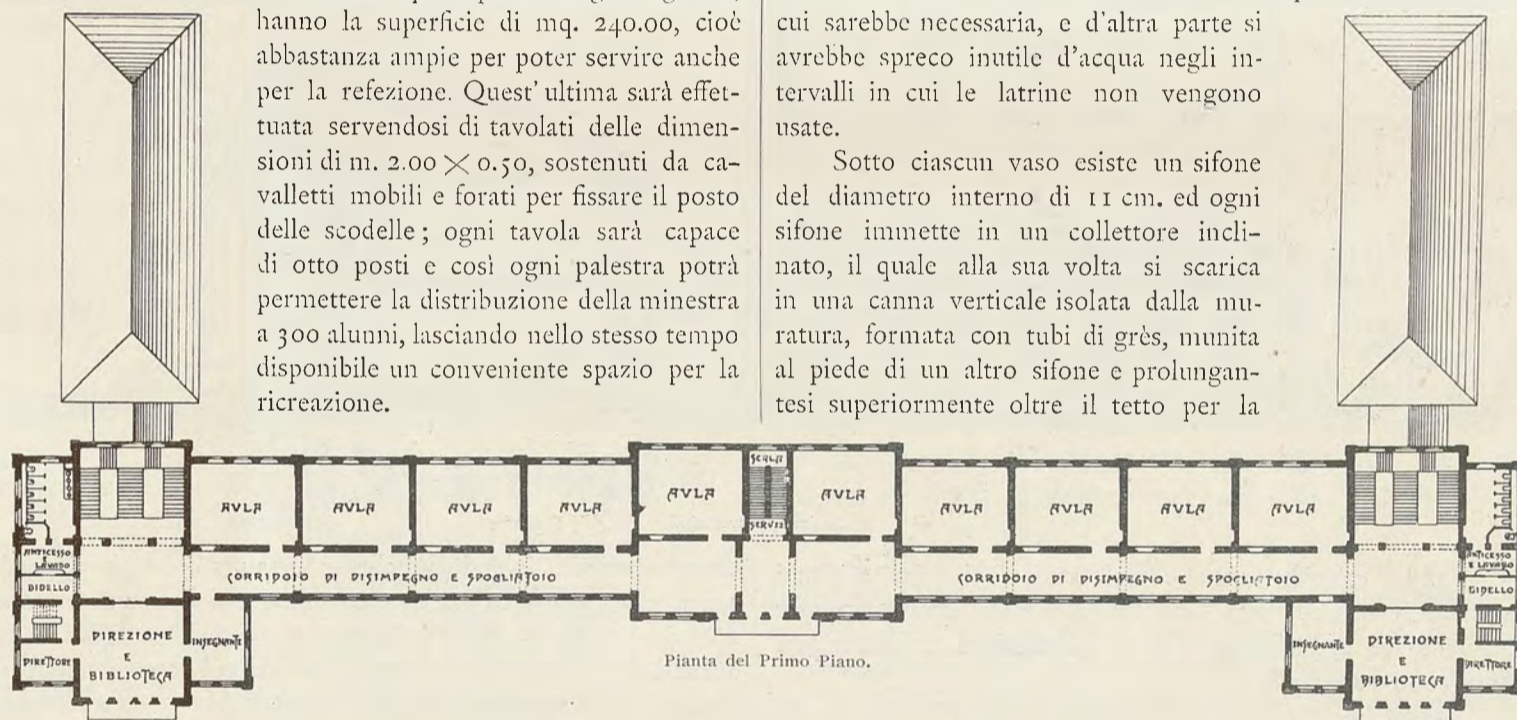 hanno la superficie di mq. 240.00, cioè
abbastanza ampie per poter servire anche
per la refezione. Quest' ultima sarà effet-
tuata servendosi di tavolati delle dimen-
sioni di m. 2.00 × 0.50, sostenuti da ca-
valletti mobili e forati per fissare il posto
delle scodelle; ogni tavola sarà capace
di otto posti e così ogni palestra potrà
permettere la distribuzione della minestra
a 300 alunni, lasciando nello stesso tempo
disponibile un conveniente spazio per la
ricreazione.
cui sarebbe necessaria, e d'altra parte si
avrebbe spreco inutile d'acqua negli in-
tervalli in cui le latrine non vengono
usate.
Sotto ciascun vaso esiste un sifone
del diametro interno di 11 cm. ed ogni
sifone immette in un collettore incli-
nato, il quale alla sua volta si scarica
in una canna verticale isolata dalla mu-
ratura, formata con tubi di grès, munita
al piede di un altro sifone e prolungan-
tesi superiormente oltre il tetto per la
AVLA
AVLA
AVLA
AVLA
AVLA
SCALA
SERVIZ
AVLA
AVLA
AVLA
AVLA
AVLA
ANTICESSO
E
LAVABO
BIDELLO
CORRIDOIO DI DISIMPEGNO E SPOGLIATOIO
CORRIDOIO DI DISIMPEGNO E SPOGLIATOIO
ANTICESSO
E LAVABO
BIDELLO
DIRETTORE
DIREZIONE
E
BIBLIOTECA
INSEGNANTE
INSEGNANTE
DIREZIONE
E
BIBLIOTECA
DIRETTORE
Pianta del Primo Piano.